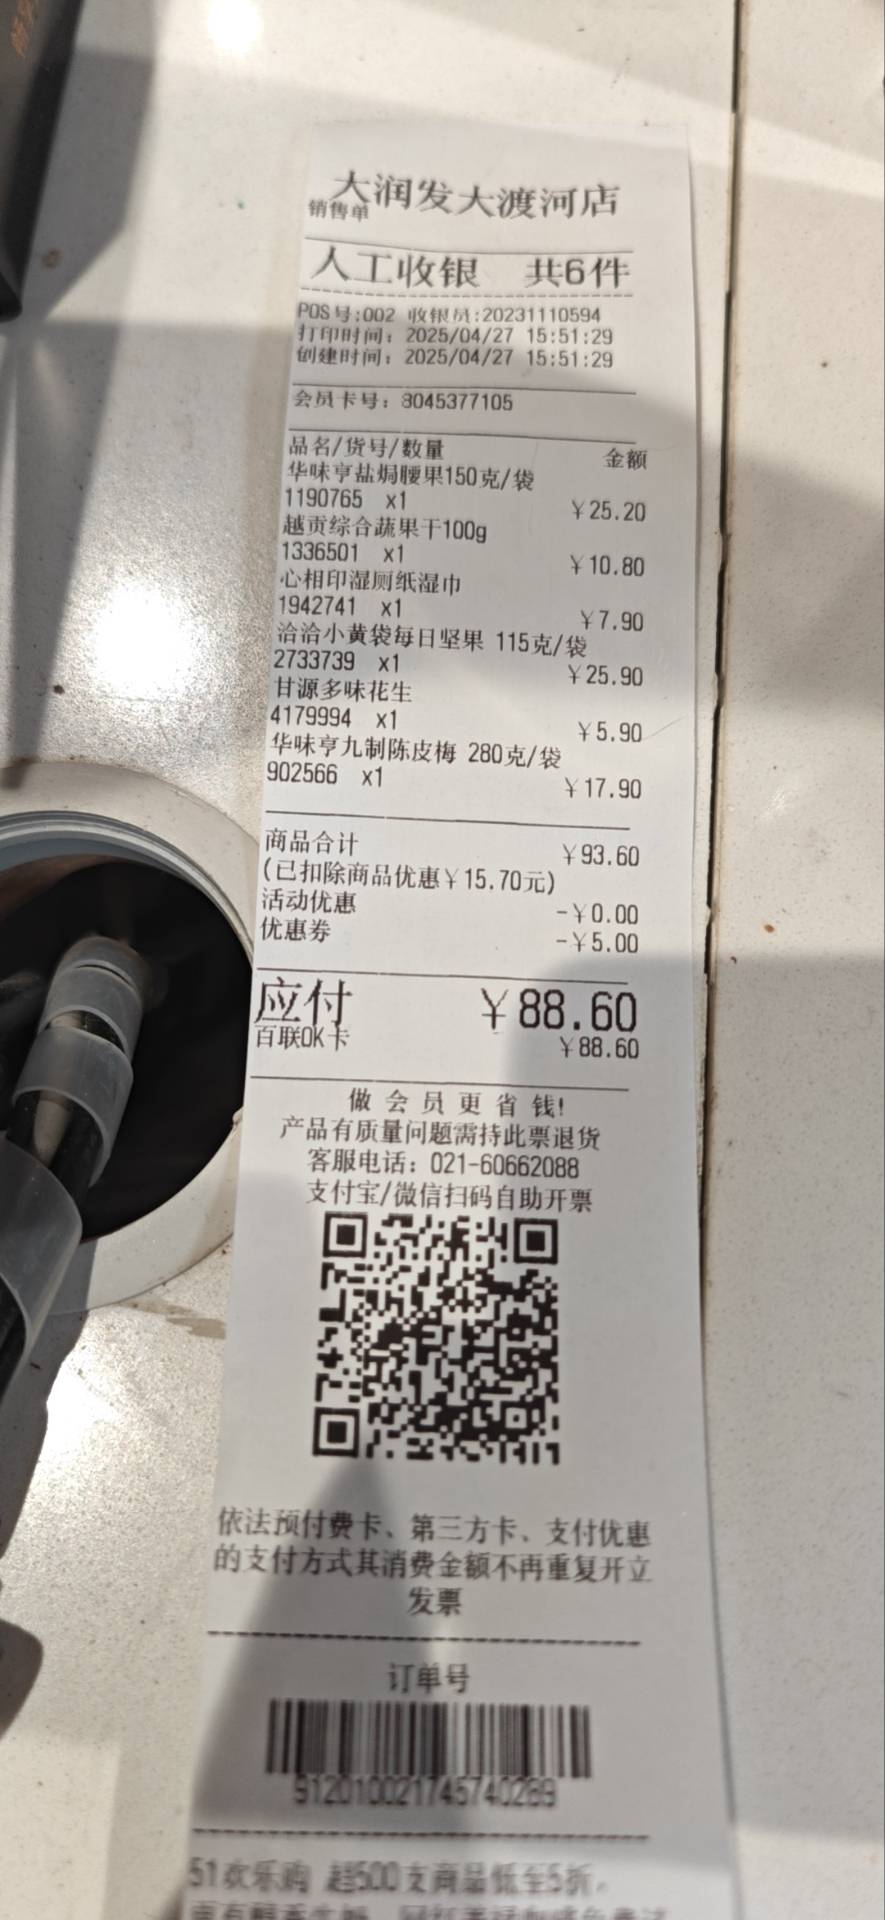 大润发大渡河店
销售单
人工收银 共6件
POS号:002 收银员:20231110594
打印时间: 2025/04/27 15:51:29
创建时间: 2025/04/27 15:51:29
会员卡号: 8045377105
品名/货号/数量 金额
华味亨盐焗腰果150克/袋
1190765 x1 ¥25.20
越贡综合蔬果干100g
1336501 x1 ¥10.80
心相印湿厕纸湿巾
1942741 x1 ¥7.90
洽洽小黄袋每日坚果 115克/袋
2733739 x1 ¥25.90
甘源多味花生
4179994 x1 ¥5.90
华味亨九制陈皮梅 280克/袋
902566 x1 ¥17.90
商品合计 ¥93.60
(已扣除商品优惠¥15.70元)
活动优惠 -¥0.00
优惠券 -¥5.00
应付 ¥88.60
百联OK卡 ¥88.60
做会员更省钱!
产品有质量问题需持此票退货
客服电话: 021-60662088
支付宝/微信扫码自助开票
依法预付费卡、第三方卡、支付优惠
的支付方式其消费金额不再重复开立
发票
订单号
912010021745740289
51欢乐购 超500支商品低至5折,